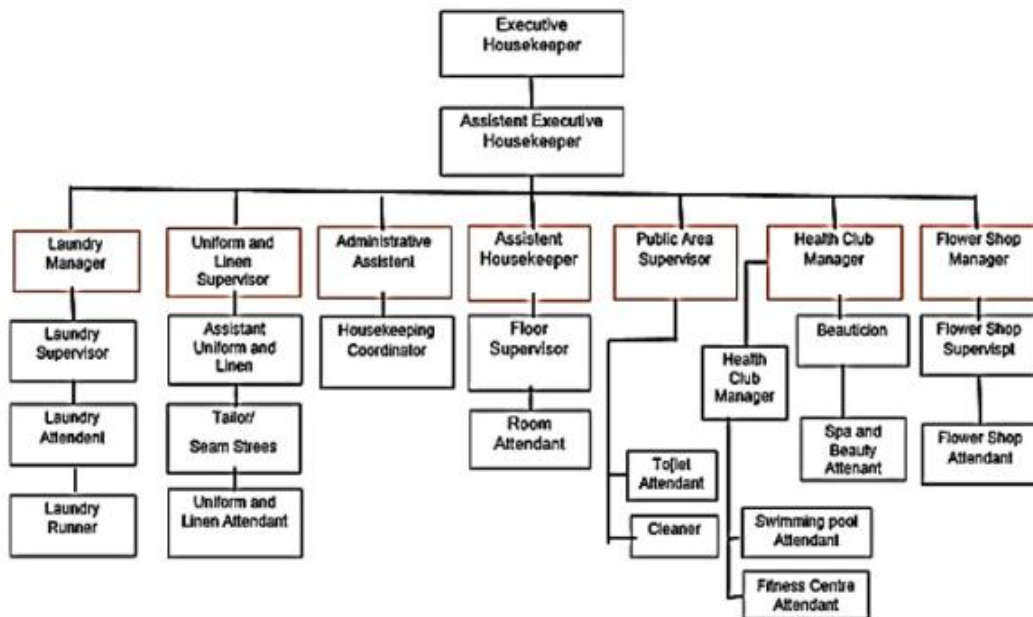 Executive
Housekeeper
Assistent Executive
Housekeeper
Laundry
Manager
Uniform and
Linen
Supervisor
Administrative
Assistent
Assistent
Housekeeper
Public Area
Supervisor
Health Club
Manager
Flower Shop
Manager
Laundry
Supervisor
Assistant
Uniform and
Linen
Housekeeping
Coordinator
Floor
Supervisor
Health
Club
Manager
Beauticion
Flower Shop
Supervispl
Laundry
Attendent
Tailor/
Seam Strees
Room
Attendant
Spa and
Beauty
Attenant
Flower Shop
Attendant
Laundry
Runner
Uniform and
Linen Attendant
To[let
Attendant
Cleaner
Swimming pool
Attendant
Fitness Centre
Attendant